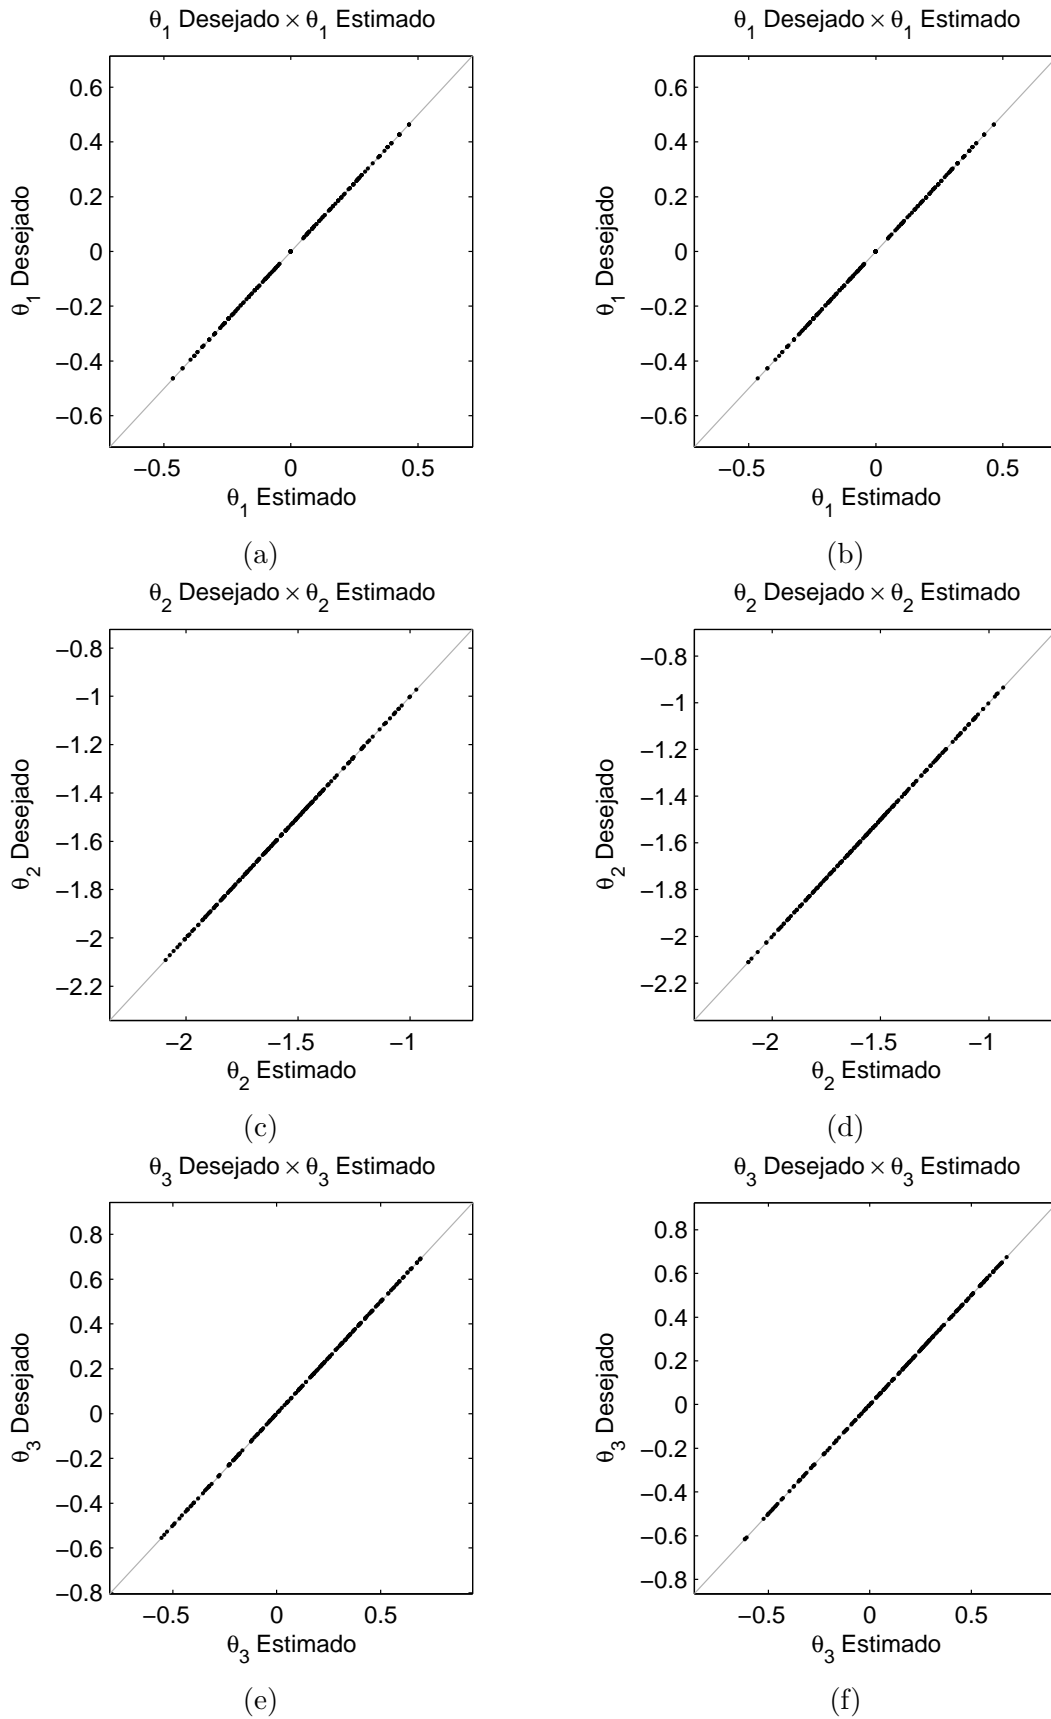 θ1 Desejado × θ1 Estimado
0.6
0.4
0.2
0
−0.2
−0.4
−0.6
θ1 Desejado
−0.5 0 0.5
θ1 Estimado
(a)
θ1 Desejado × θ1 Estimado
0.6
0.4
0.2
0
−0.2
−0.4
−0.6
θ1 Desejado
−0.5 0 0.5
θ1 Estimado
(b)
θ2 Desejado × θ2 Estimado
−0.8
−1
−1.2
−1.4
−1.6
−1.8
−2
−2.2
θ2 Desejado
−2 −1.5 −1
θ2 Estimado
(c)
θ2 Desejado × θ2 Estimado
−0.8
−1
−1.2
−1.4
−1.6
−1.8
−2
−2.2
θ2 Desejado
−2 −1.5 −1
θ2 Estimado
(d)
θ3 Desejado × θ3 Estimado
0.8
0.6
0.4
0.2
0
−0.2
−0.4
−0.6
−0.8
θ3 Desejado
−0.5 0 0.5
θ3 Estimado
(e)
θ3 Desejado × θ3 Estimado
0.8
0.6
0.4
0.2
0
−0.2
−0.4
−0.6
−0.8
θ3 Desejado
−0.5 0 0.5
θ3 Estimado
(f)